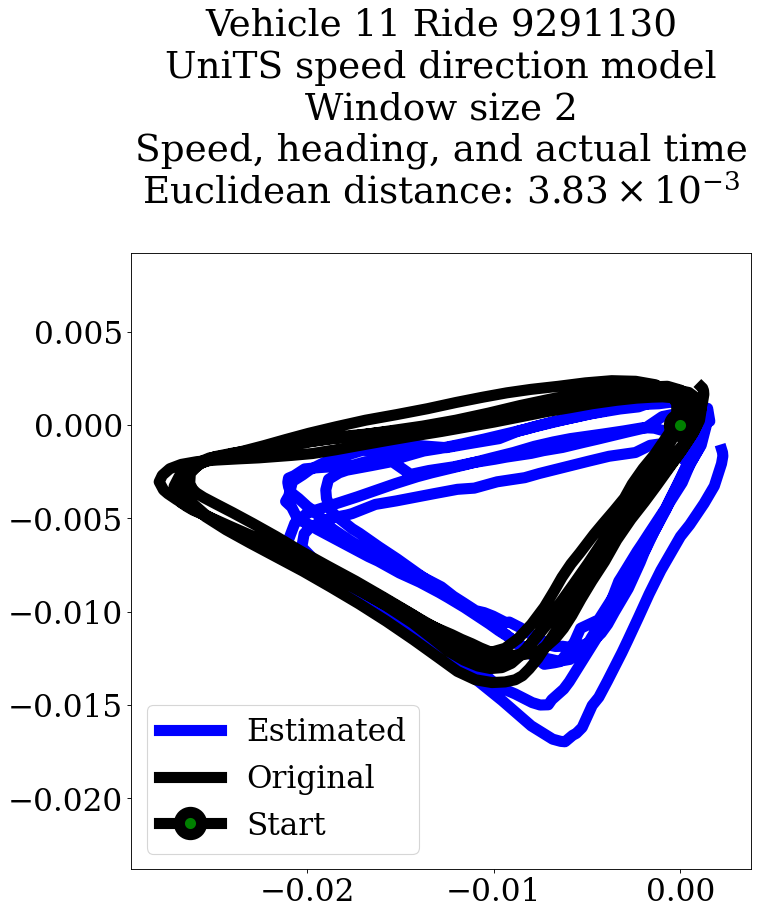 Vehicle 11 Ride 9291130
UniTS speed direction model
Window size 2
Speed, heading, and actual time
Euclidean distance: 3.83 × 10⁻³
0.005
0.000
−0.005
−0.010
−0.015
−0.020
Estimated
Original
Start
−0.02 −0.01 0.00